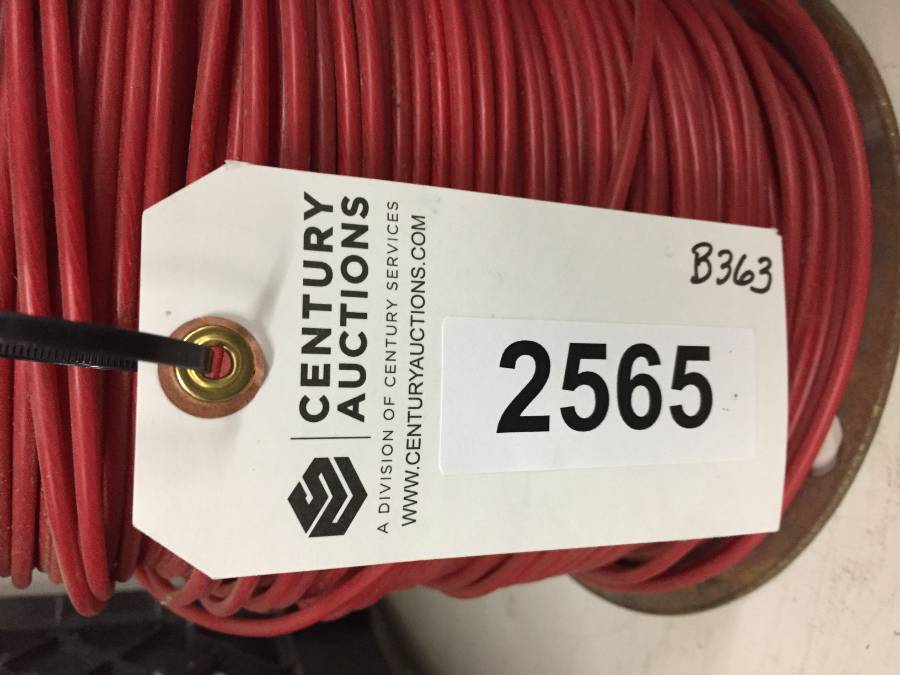 CENTURY
AUCTIONS
A DIVISION OF CENTURY SERVICES
WWW.CENTURYAUCTIONS.COM
B363
2565